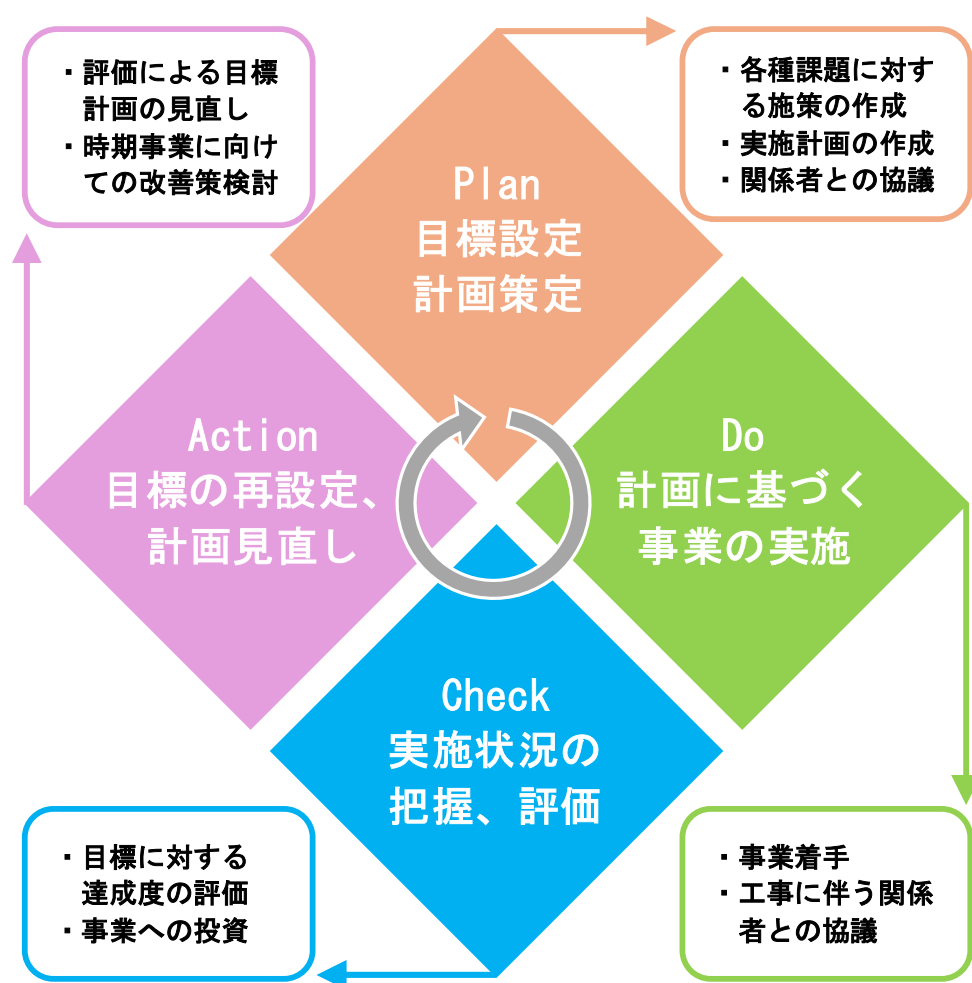 ・評価による目標
計画の見直し
・時期事業に向け
ての改善策検討
・各種課題に対す
る施策の作成
・実施計画の作成
・関係者との協議
Plan
目標設定
計画策定
Action
目標の再設定、
計画見直し
Do
計画に基づく
事業の実施
Check
実施状況の
把握、評価
・目標に対する
達成度の評価
・事業への投資
・事業着手
・工事に伴う関係
者との協議